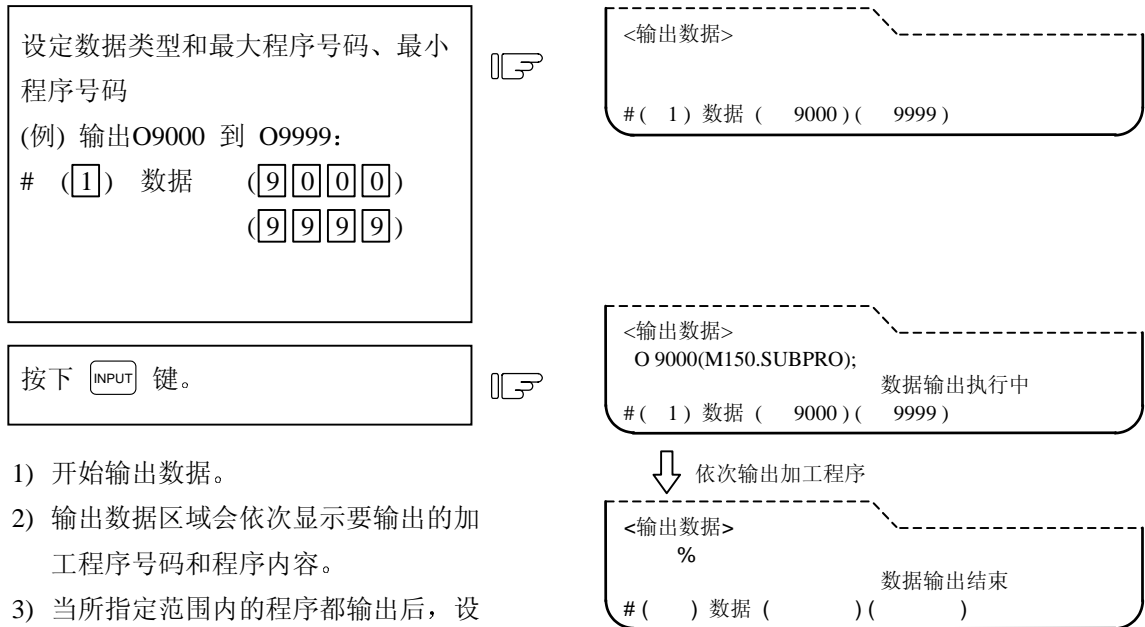 设定数据类型和最大程序号码、最小
程序号码
(例) 输出O9000 到 O9999：
# (1) 数据 (9000)
(9999)
<输出数据>
#( 1) 数据 ( 9000)( 9999)
按下 INPUT 键。
<输出数据>
O 9000(M150.SUBPRO);
数据输出执行中
#( 1) 数据 ( 9000)( 9999)
依次输出加工程序
1) 开始输出数据。
2) 输出数据区域会依次显示要输出的加
工程序号码和程序内容。
3) 当所指定范围内的程序都输出后，设
<输出数据>
%
数据输出结束
#( ) 数据 ( )( )